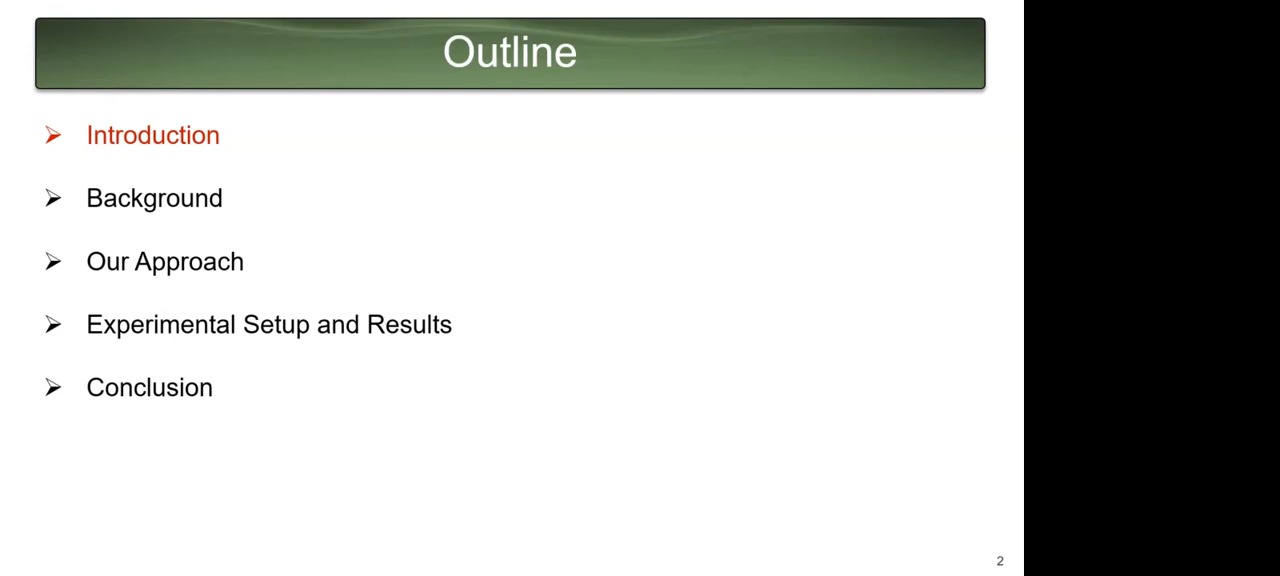 Outline
➢ Introduction
➢ Background
➢ Our Approach
➢ Experimental Setup and Results
➢ Conclusion
2